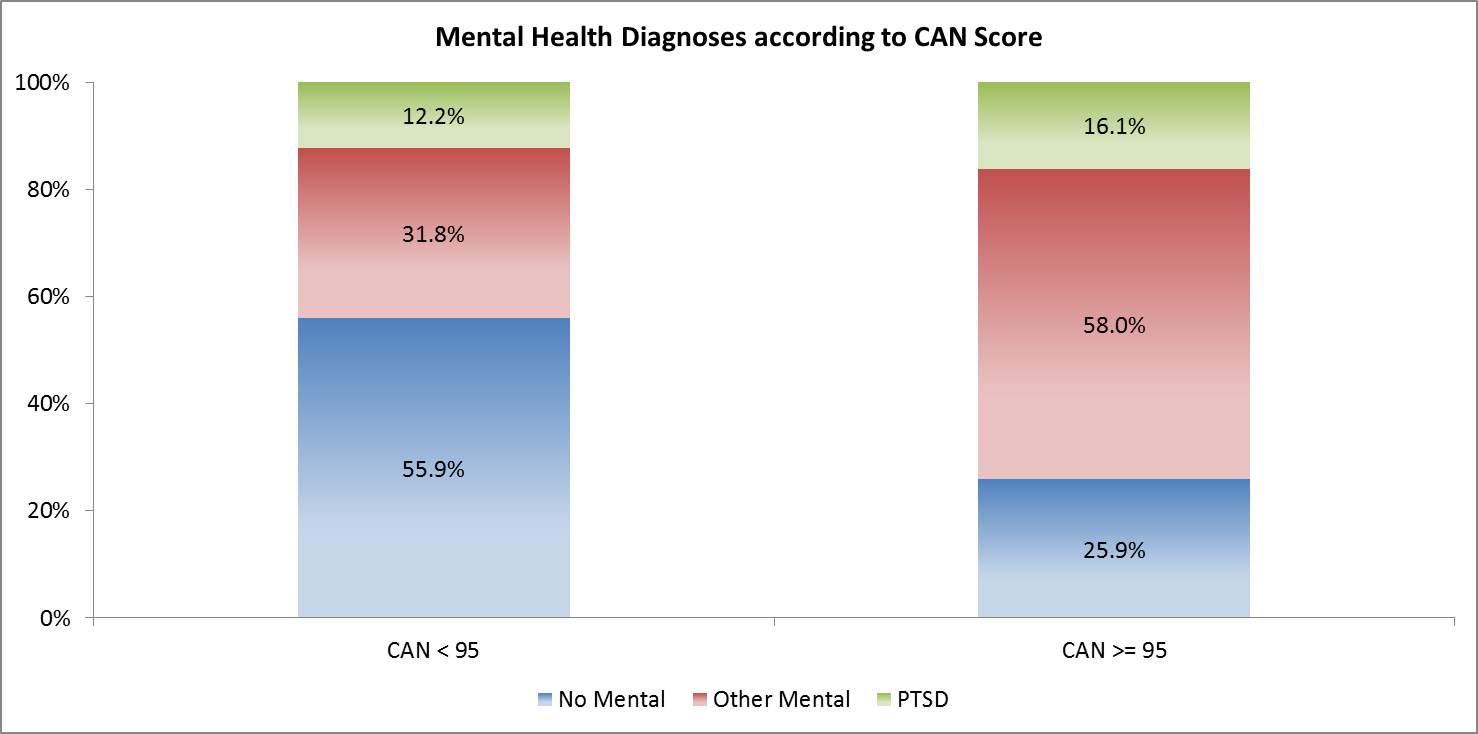 Mental Health Diagnoses according to CAN Score
100%
80%
60%
40%
20%
0%
12.2%
31.8%
55.9%
16.1%
58.0%
25.9%
CAN < 95
CAN >= 95
No Mental
Other Mental
PTSD